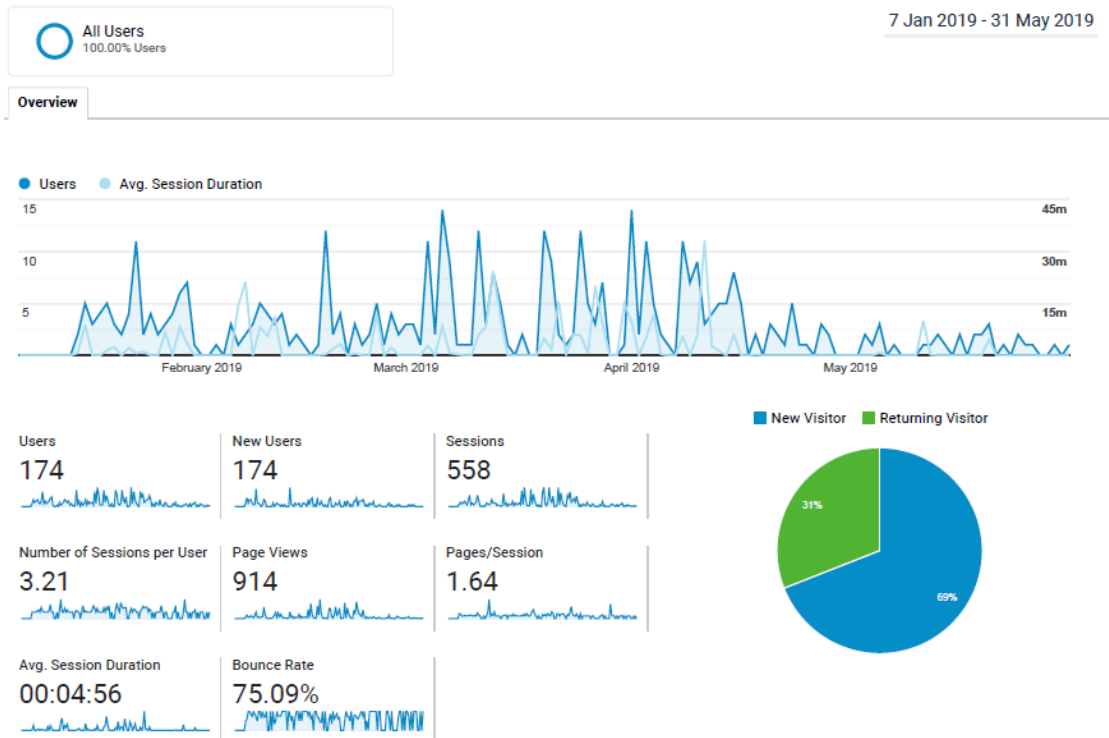 All Users
100.00% Users
7 Jan 2019 - 31 May 2019
Overview
Users Avg. Session Duration
15 45m
10 30m
5 15m
February 2019 March 2019 April 2019 May 2019
New Visitor Returning Visitor
Users New Users Sessions
174 174 558
31%
Number of Sessions per User Page Views Pages/Session
3.21 914 1.64
69%
Avg. Session Duration Bounce Rate
00:04:56 75.09%